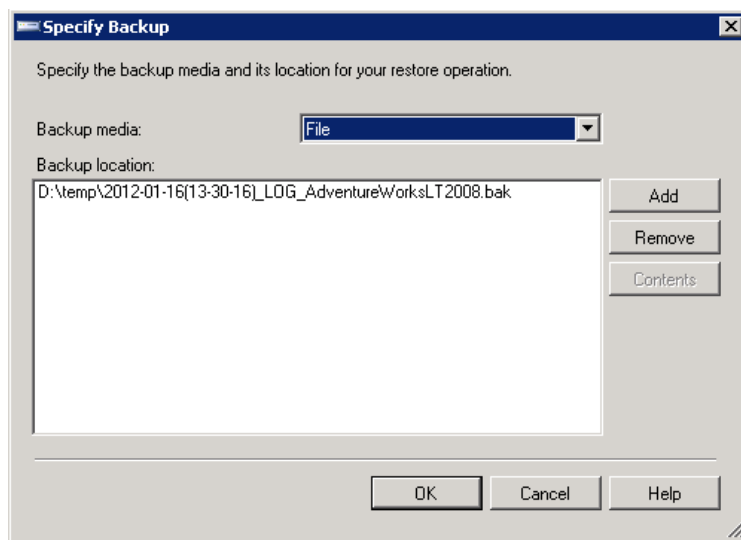 Specify Backup
Specify the backup media and its location for your restore operation.
Backup media:
File
Backup location:
D:\temp\2012-01-16(13-30-16)_LOG_AdventureWorksLT2008.bak
Add
Remove
Contents
OK
Cancel
Help